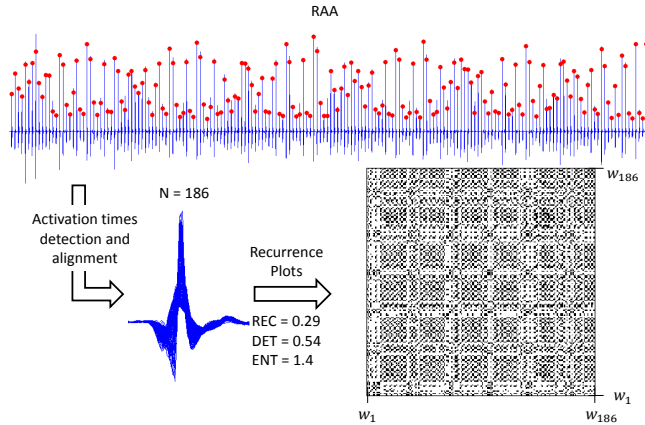 RAA
w186
N = 186
Activation times
detection and
alignment
Recurrence
Plots
REC = 0.29
DET = 0.54
ENT = 1.4
w1
w1
w186